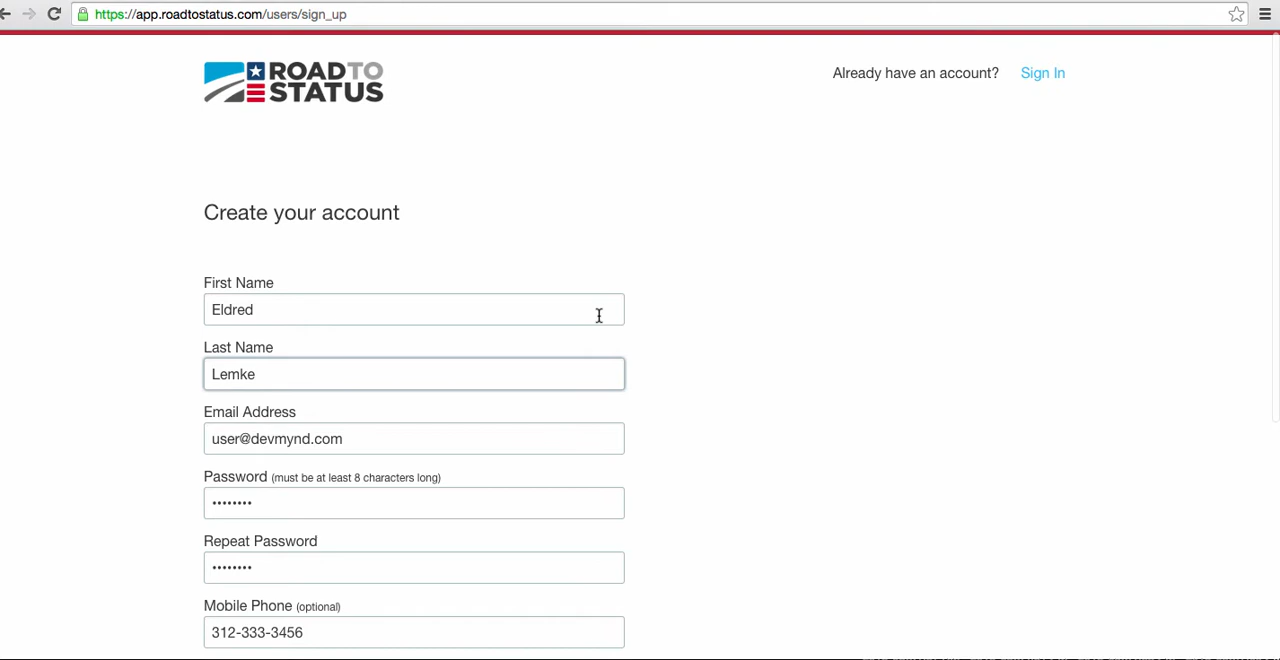 https://app.roadtostatus.com/users/sign_up
ROADTO
STATUS
Already have an account? Sign In
Create your account
First Name
Eldred
Last Name
Lemke
Email Address
user@devmynd.com
Password (must be at least 8 characters long)
••••••••
Repeat Password
••••••••
Mobile Phone (optional)
312-333-3456